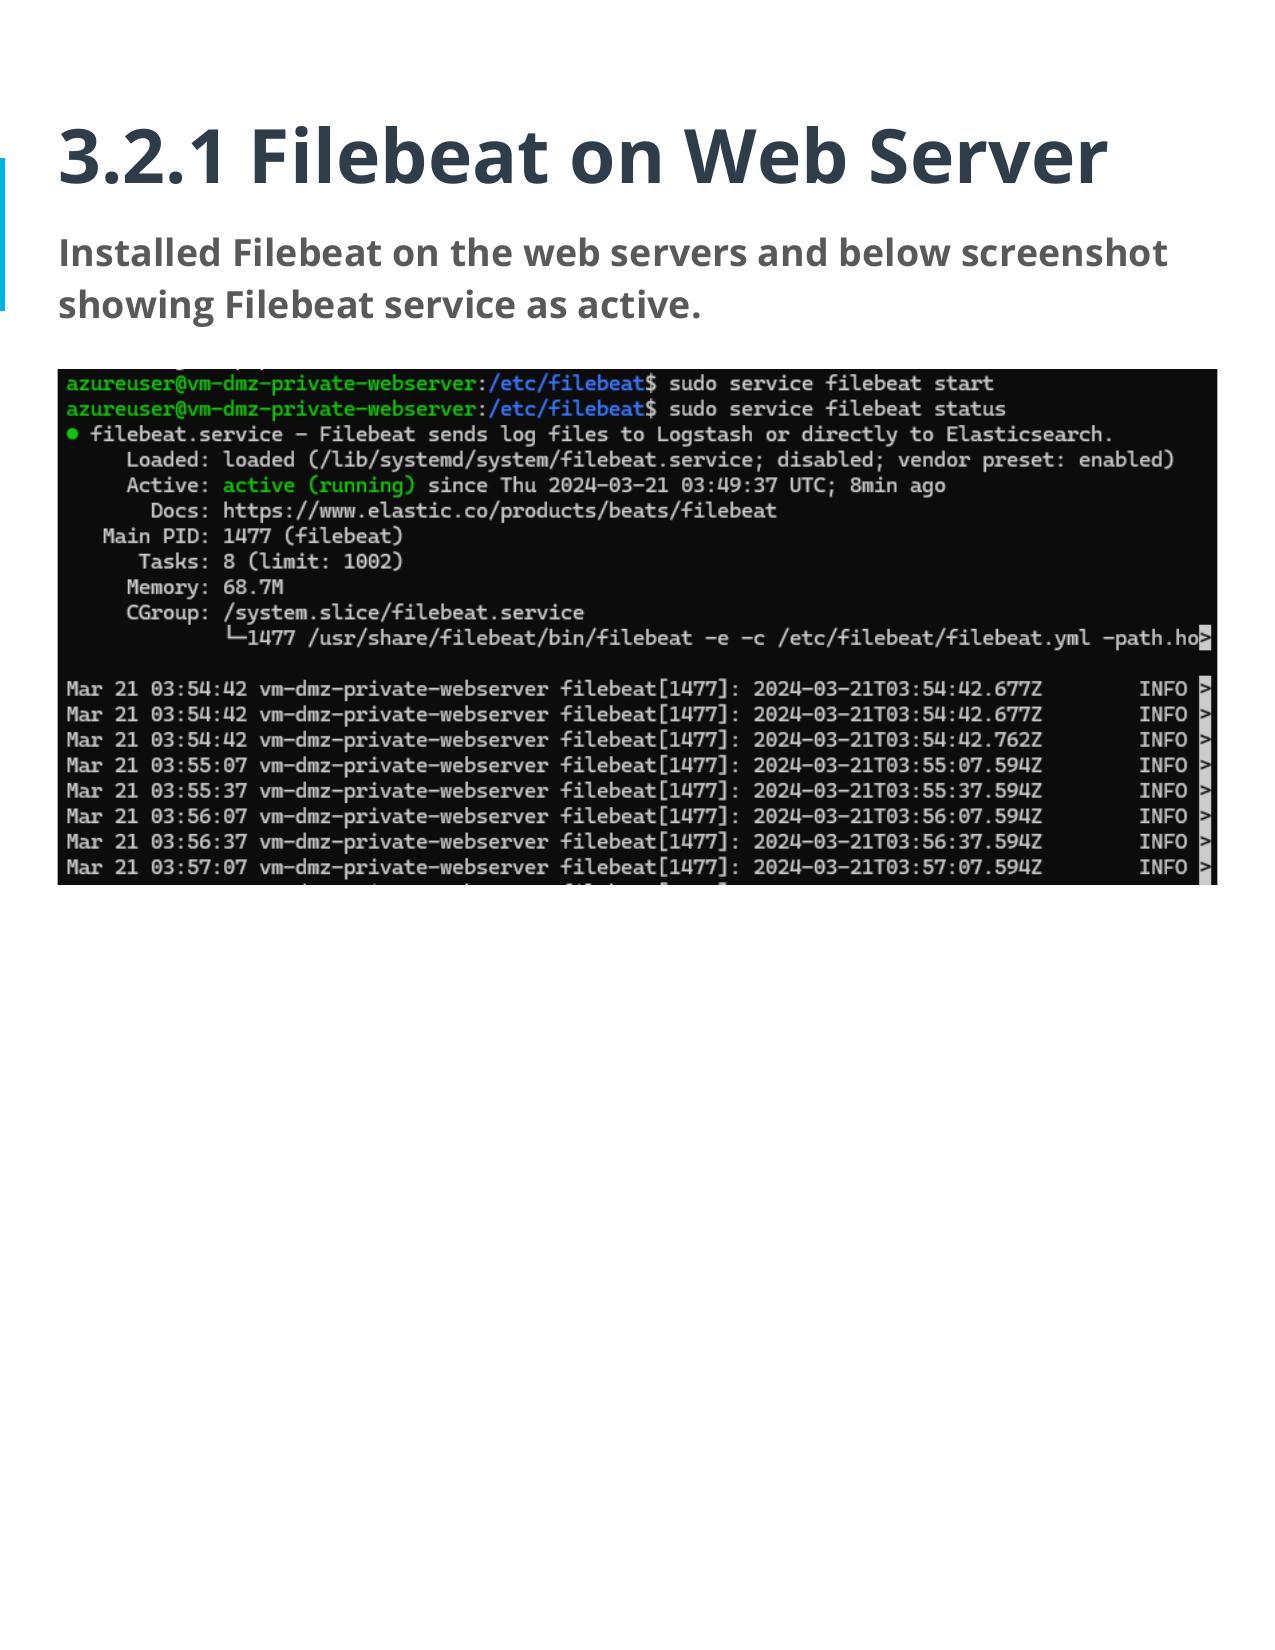 3.2.1 Filebeat on Web Server
Installed Filebeat on the web servers and below screenshot
showing Filebeat service as active.
azureuser@vm-dmz-private-webserver:/etc/filebeat$ sudo service filebeat start
azureuser@vm-dmz-private-webserver:/etc/filebeat$ sudo service filebeat status
● filebeat.service - Filebeat sends log files to Logstash or directly to Elasticsearch.
Loaded: loaded (/lib/systemd/system/filebeat.service; disabled; vendor preset: enabled)
Active: active (running) since Thu 2024-03-21 03:49:37 UTC; 8min ago
Docs: https://www.elastic.co/products/beats/filebeat
Main PID: 1477 (filebeat)
Tasks: 8 (limit: 1002)
Memory: 68.7M
CGroup: /system.slice/filebeat.service
└─1477 /usr/share/filebeat/bin/filebeat -e -c /etc/filebeat/filebeat.yml -path.ho>
Mar 21 03:54:42 vm-dmz-private-webserver filebeat[1477]: 2024-03-21T03:54:42.677Z INFO >
Mar 21 03:54:42 vm-dmz-private-webserver filebeat[1477]: 2024-03-21T03:54:42.677Z INFO >
Mar 21 03:54:42 vm-dmz-private-webserver filebeat[1477]: 2024-03-21T03:54:42.762Z INFO >
Mar 21 03:55:07 vm-dmz-private-webserver filebeat[1477]: 2024-03-21T03:55:07.594Z INFO >
Mar 21 03:55:37 vm-dmz-private-webserver filebeat[1477]: 2024-03-21T03:55:37.594Z INFO >
Mar 21 03:56:07 vm-dmz-private-webserver filebeat[1477]: 2024-03-21T03:56:07.594Z INFO >
Mar 21 03:56:37 vm-dmz-private-webserver filebeat[1477]: 2024-03-21T03:56:37.594Z INFO >
Mar 21 03:57:07 vm-dmz-private-webserver filebeat[1477]: 2024-03-21T03:57:07.594Z INFO >